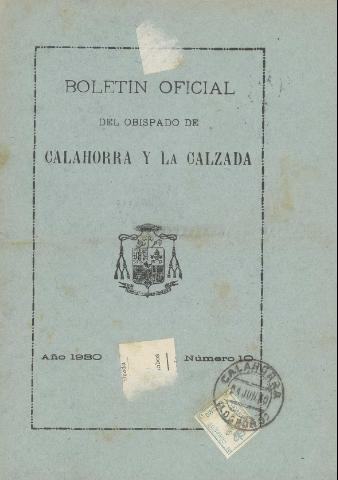 BOLETIN OFICIAL
DEL OBISPADO DE
CALAHORRA Y LA CALZADA
Año 1930
Número 10
CALAHORRA